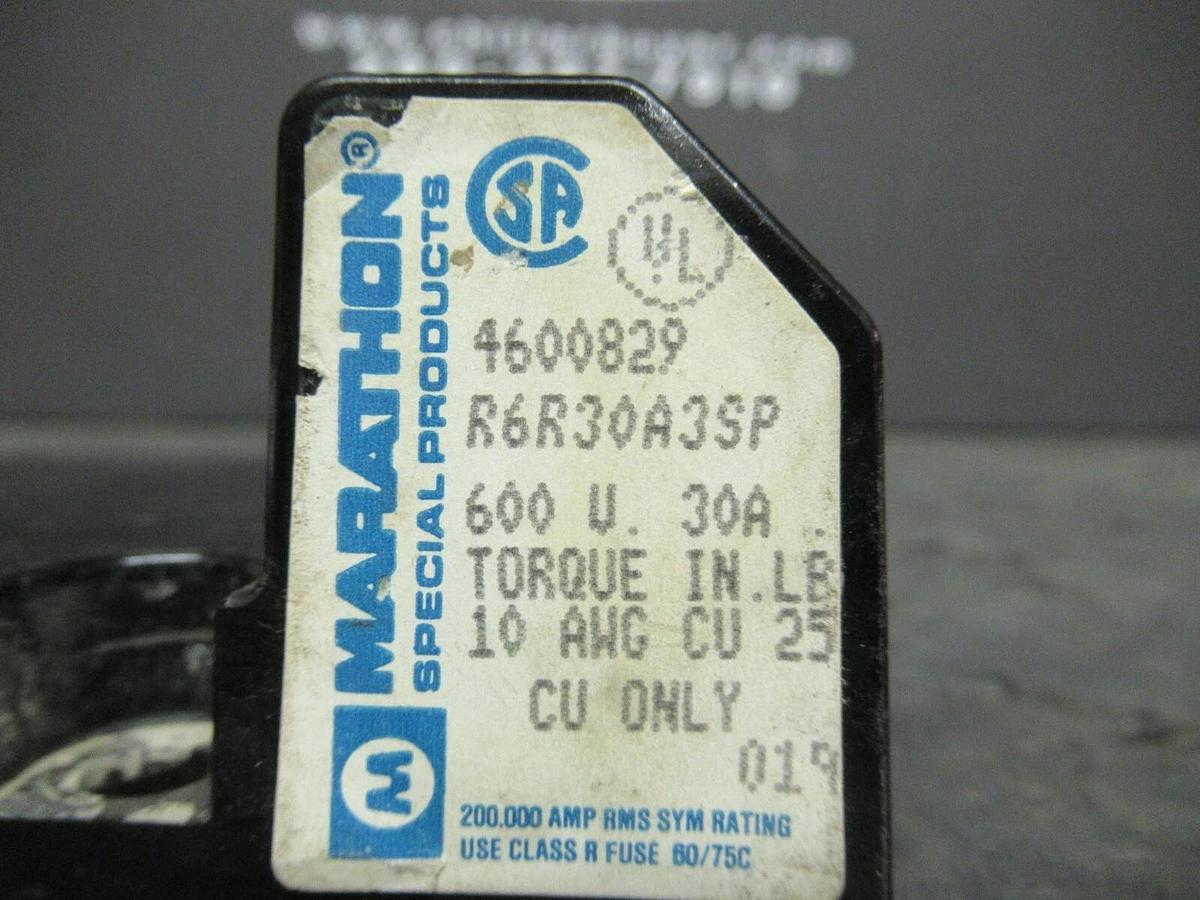 MARATHON®
SPECIAL PRODUCTS
M
CSA
UL
4600829
R6R30A3SP
600 V. 30A .
TORQUE IN.LB
10 AWG CU 25
CU ONLY
019
200.000 AMP RMS SYM RATING
USE CLASS R FUSE 60/75C